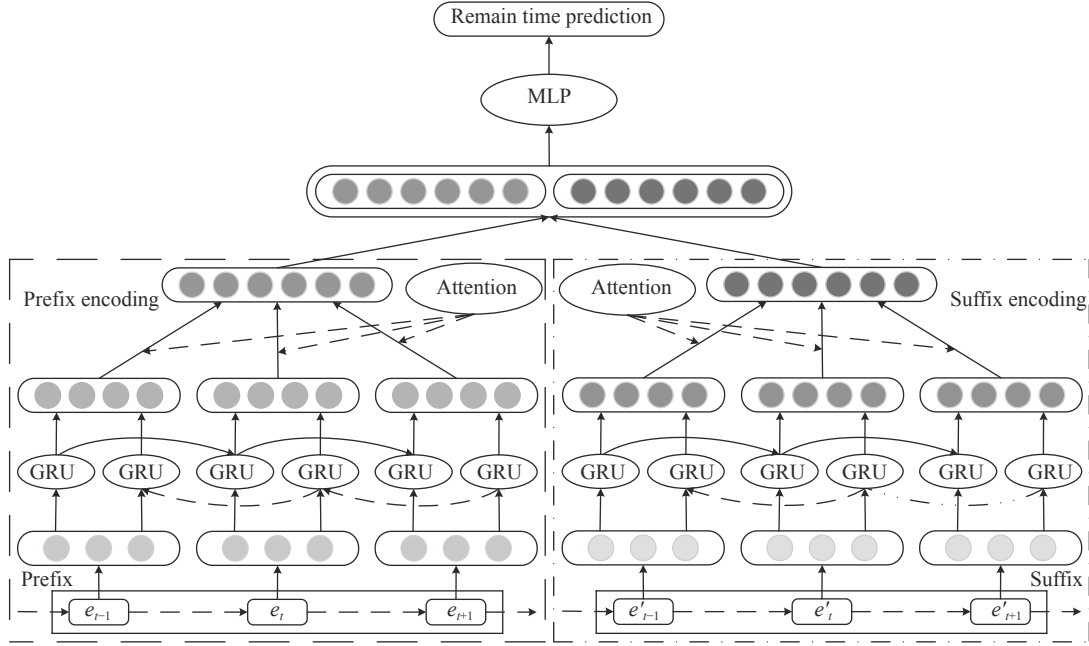 Remain time prediction
MLP
Prefix encoding
Attention
Attention
Suffix encoding
GRU GRU GRU GRU GRU GRU
GRU GRU GRU GRU GRU GRU
Prefix
Suffix
e_{t−1} e_t e_{t+1}
e′_{t−1} e′_t e′_{t+1}